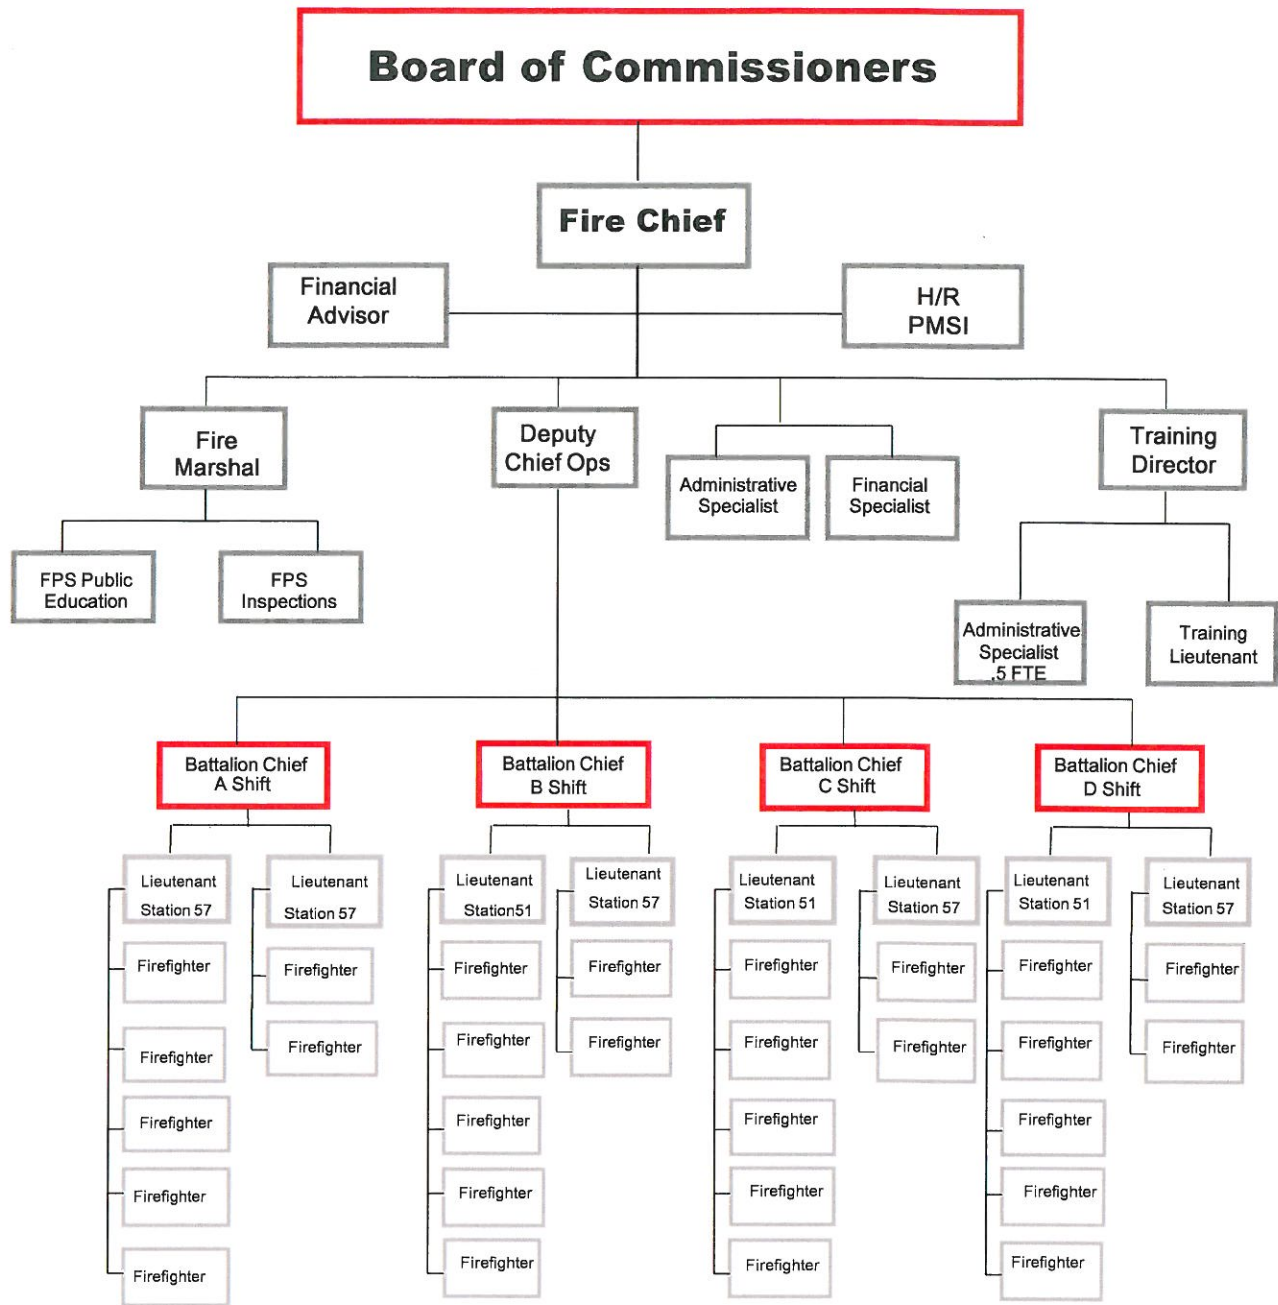 Board of Commissioners
Fire Chief
Financial
Advisor
H/R
PMSI
Fire
Marshal
Deputy
Chief Ops
Administrative
Specialist
Financial
Specialist
Training
Director
FPS Public
Education
FPS
Inspections
Administrative
Specialist
.5 FTE
Training
Lieutenant
Battalion Chief
A Shift
Battalion Chief
B Shift
Battalion Chief
C Shift
Battalion Chief
D Shift
Lieutenant
Station 57
Firefighter
Firefighter
Firefighter
Firefighter
Firefighter
Lieutenant
Station 57
Firefighter
Firefighter
Lieutenant
Station51
Firefighter
Firefighter
Firefighter
Firefighter
Firefighter
Lieutenant
Station 57
Firefighter
Firefighter
Lieutenant
Station 51
Firefighter
Firefighter
Firefighter
Firefighter
Firefighter
Lieutenant
Station 57
Firefighter
Firefighter
Lieutenant
Station 51
Firefighter
Firefighter
Firefighter
Firefighter
Firefighter
Lieutenant
Station 57
Firefighter
Firefighter